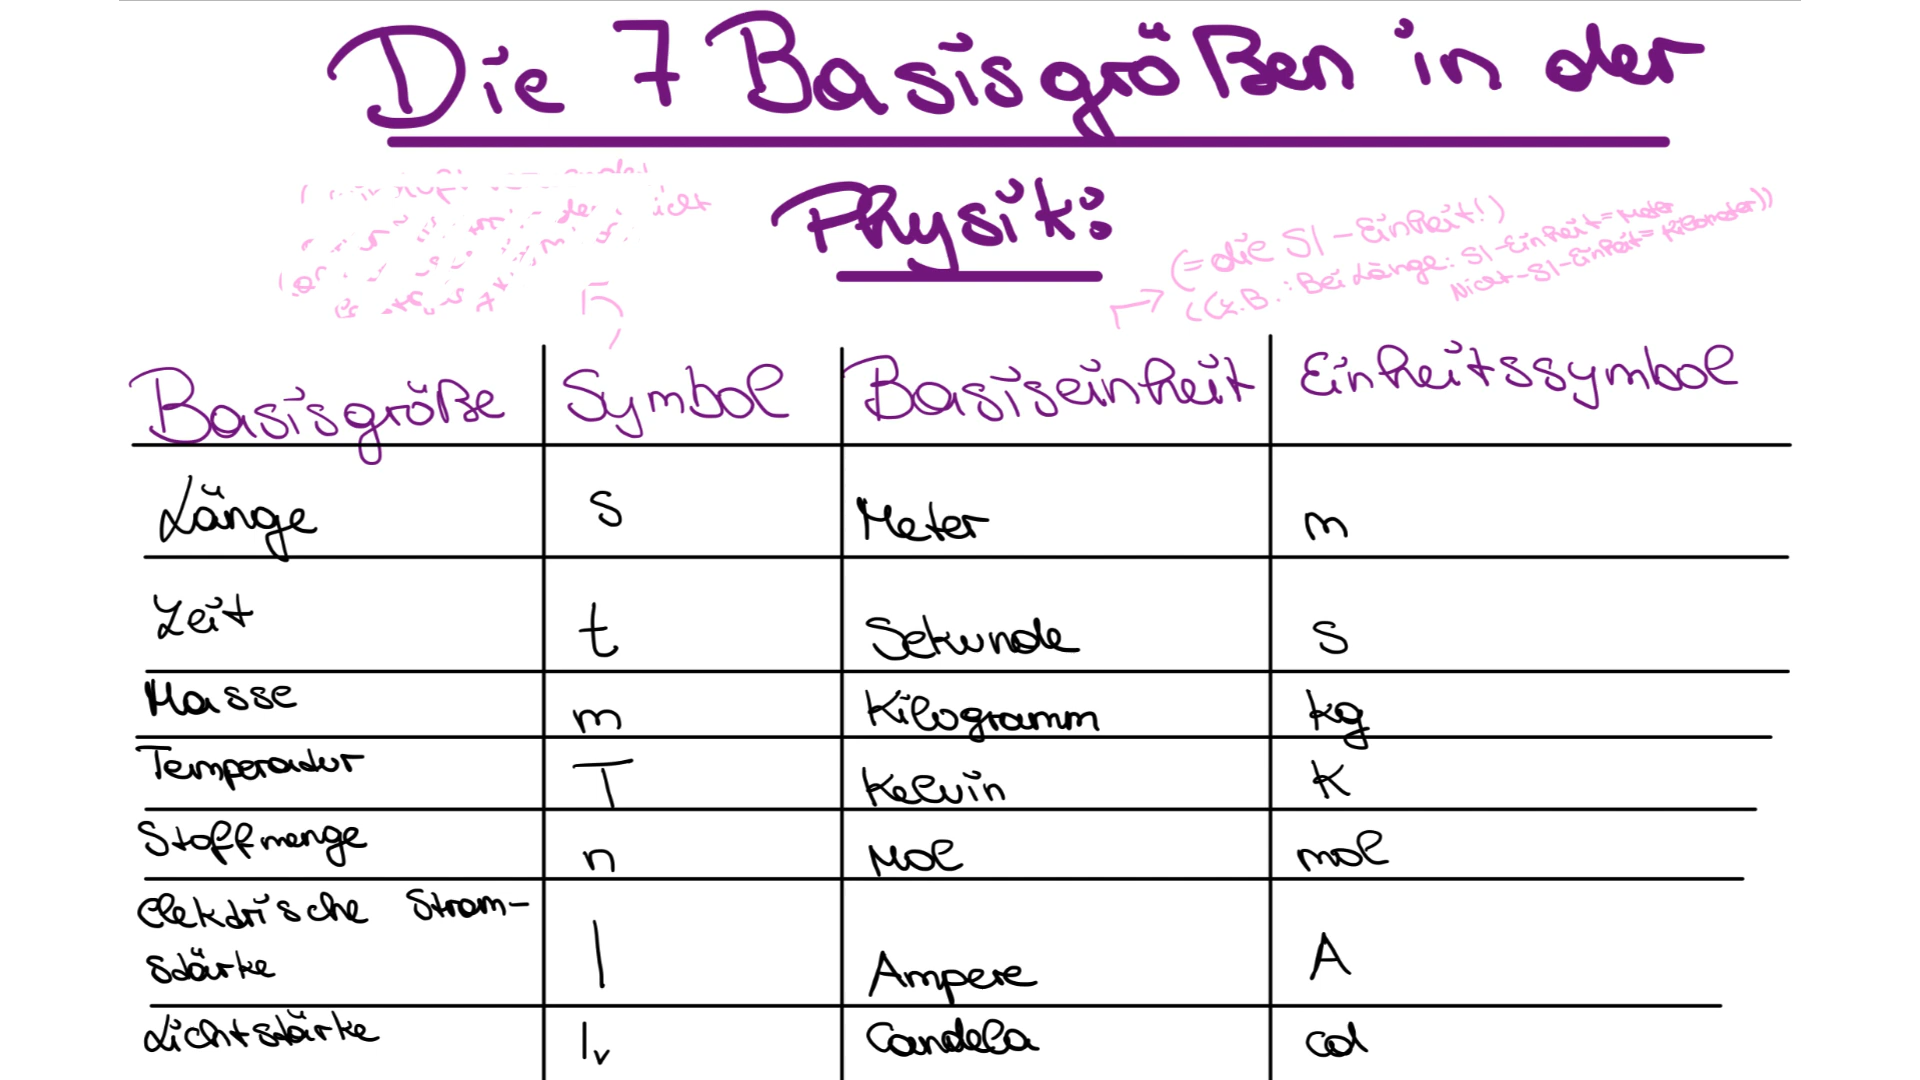 Die 7 Basisgrößen in der
Physik:
(= die SI-Einheit!)
((z.B.: Bei Länge: SI-Einheit = Meter
Nicht-SI-Einheit = Kilometer))
Basisgröße Symbol Basiseinheit Einheitssymbol
Länge s Meter m
Zeit t Sekunde s
Masse m Kilogramm kg
Temperatur T Kelvin K
Stoffmenge n Mol mol
elektrische Strom-
stärke I Ampere A
Lichtstärke Iv Candela cd